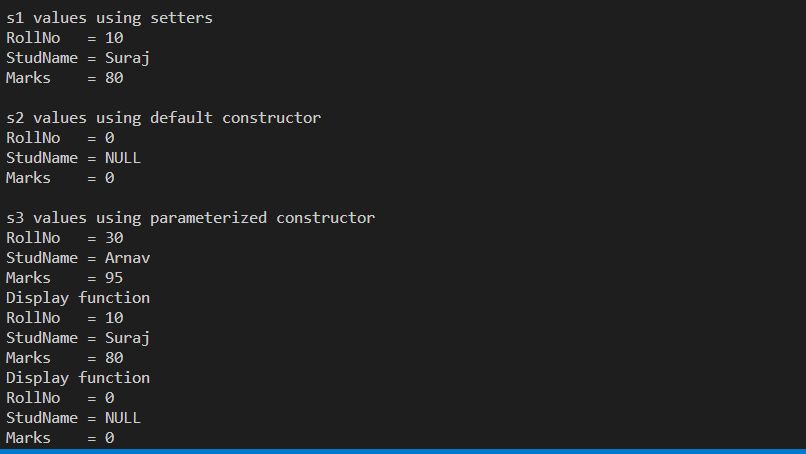 s1 values using setters
RollNo   = 10
StudName = Suraj
Marks    = 80

s2 values using default constructor
RollNo   = 0
StudName = NULL
Marks    = 0

s3 values using parameterized constructor
RollNo   = 30
StudName = Arnav
Marks    = 95
Display function
RollNo   = 10
StudName = Suraj
Marks    = 80
Display function
RollNo   = 0
StudName = NULL
Marks    = 0